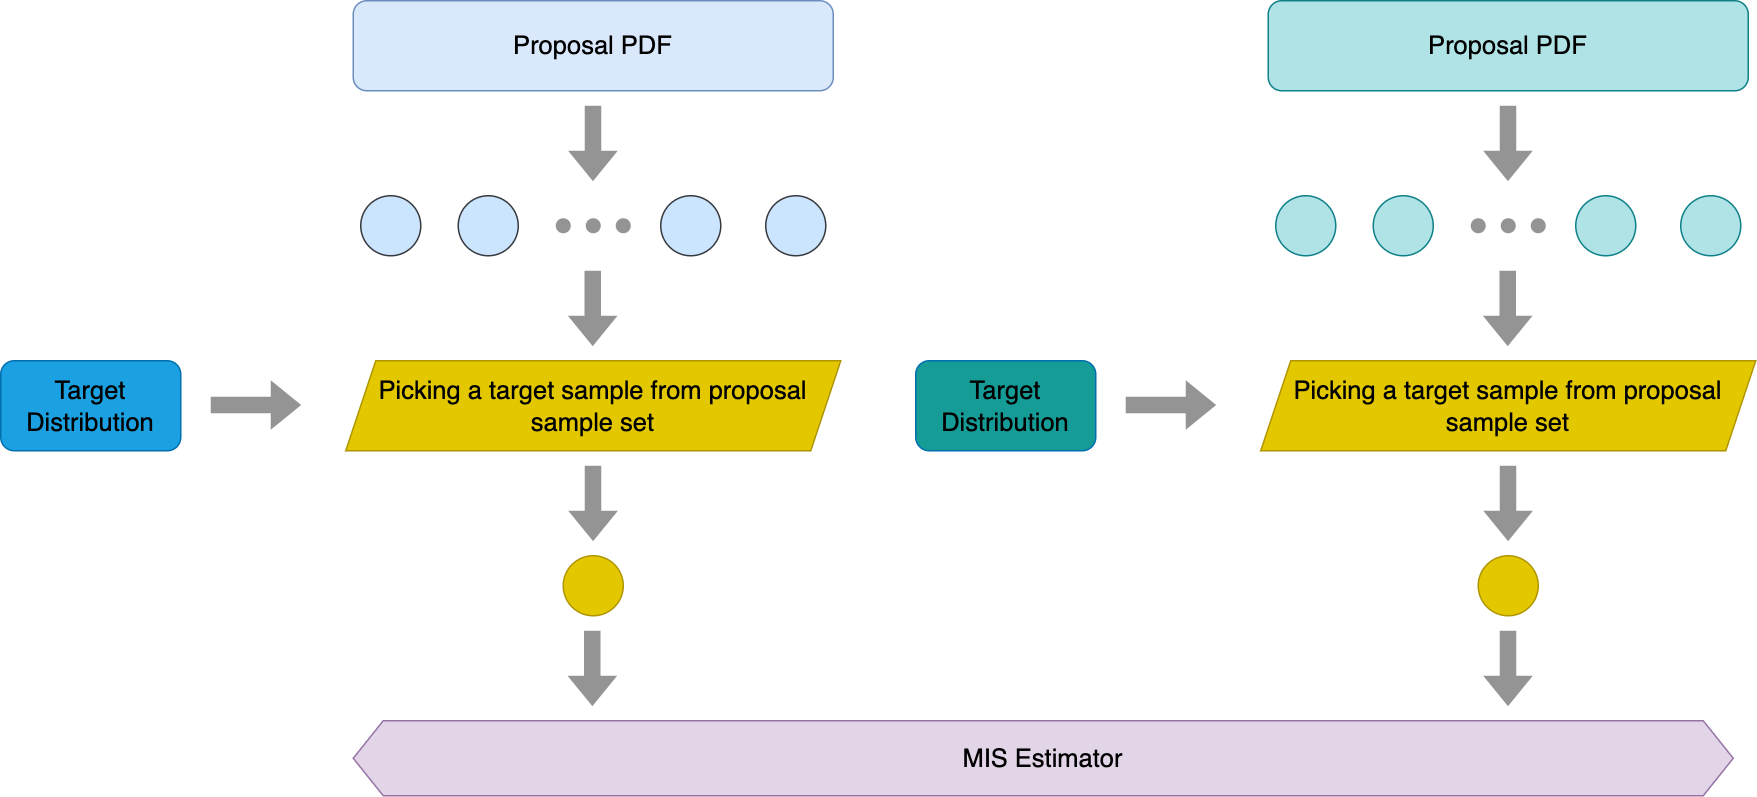 Proposal PDF
Proposal PDF
Target
Distribution
Picking a target sample from proposal
sample set
Target
Distribution
Picking a target sample from proposal
sample set
MIS Estimator